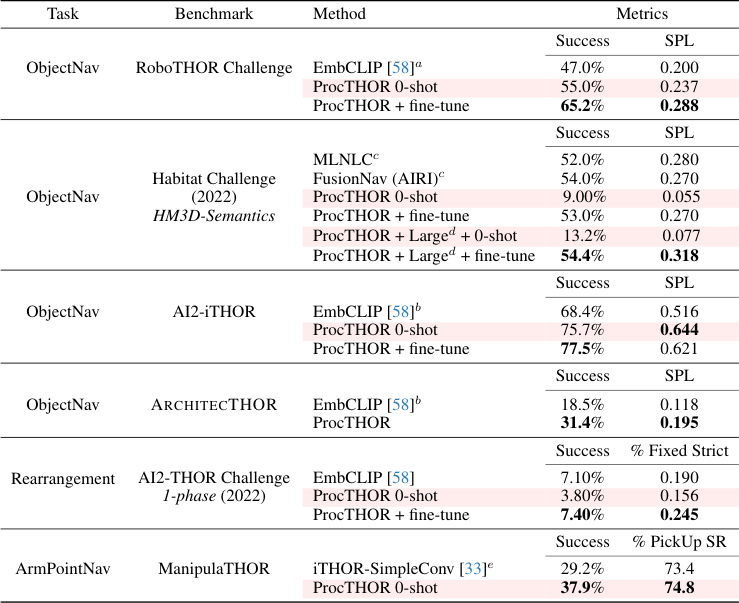 Task Benchmark Method Metrics
Success SPL
ObjectNav RoboTHOR Challenge EmbCLIP [58]a 47.0% 0.200
ProcTHOR 0-shot 55.0% 0.237
ProcTHOR + fine-tune 65.2% 0.288
Success SPL
MLNLCc 52.0% 0.280
Habitat Challenge FusionNav (AIRI)c 54.0% 0.270
ObjectNav (2022) ProcTHOR 0-shot 9.00% 0.055
HM3D-Semantics ProcTHOR + fine-tune 53.0% 0.270
ProcTHOR + Larged + 0-shot 13.2% 0.077
ProcTHOR + Larged + fine-tune 54.4% 0.318
Success SPL
ObjectNav AI2-iTHOR EmbCLIP [58]b 68.4% 0.516
ProcTHOR 0-shot 75.7% 0.644
ProcTHOR + fine-tune 77.5% 0.621
Success SPL
ObjectNav ARCHITECTHOR EmbCLIP [58]b 18.5% 0.118
ProcTHOR 31.4% 0.195
Success % Fixed Strict
Rearrangement AI2-THOR Challenge EmbCLIP [58] 7.10% 0.190
1-phase (2022) ProcTHOR 0-shot 3.80% 0.156
ProcTHOR + fine-tune 7.40% 0.245
Success % PickUp SR
ArmPointNav ManipulaTHOR iTHOR-SimpleConv [33]e 29.2% 73.4
ProcTHOR 0-shot 37.9% 74.8